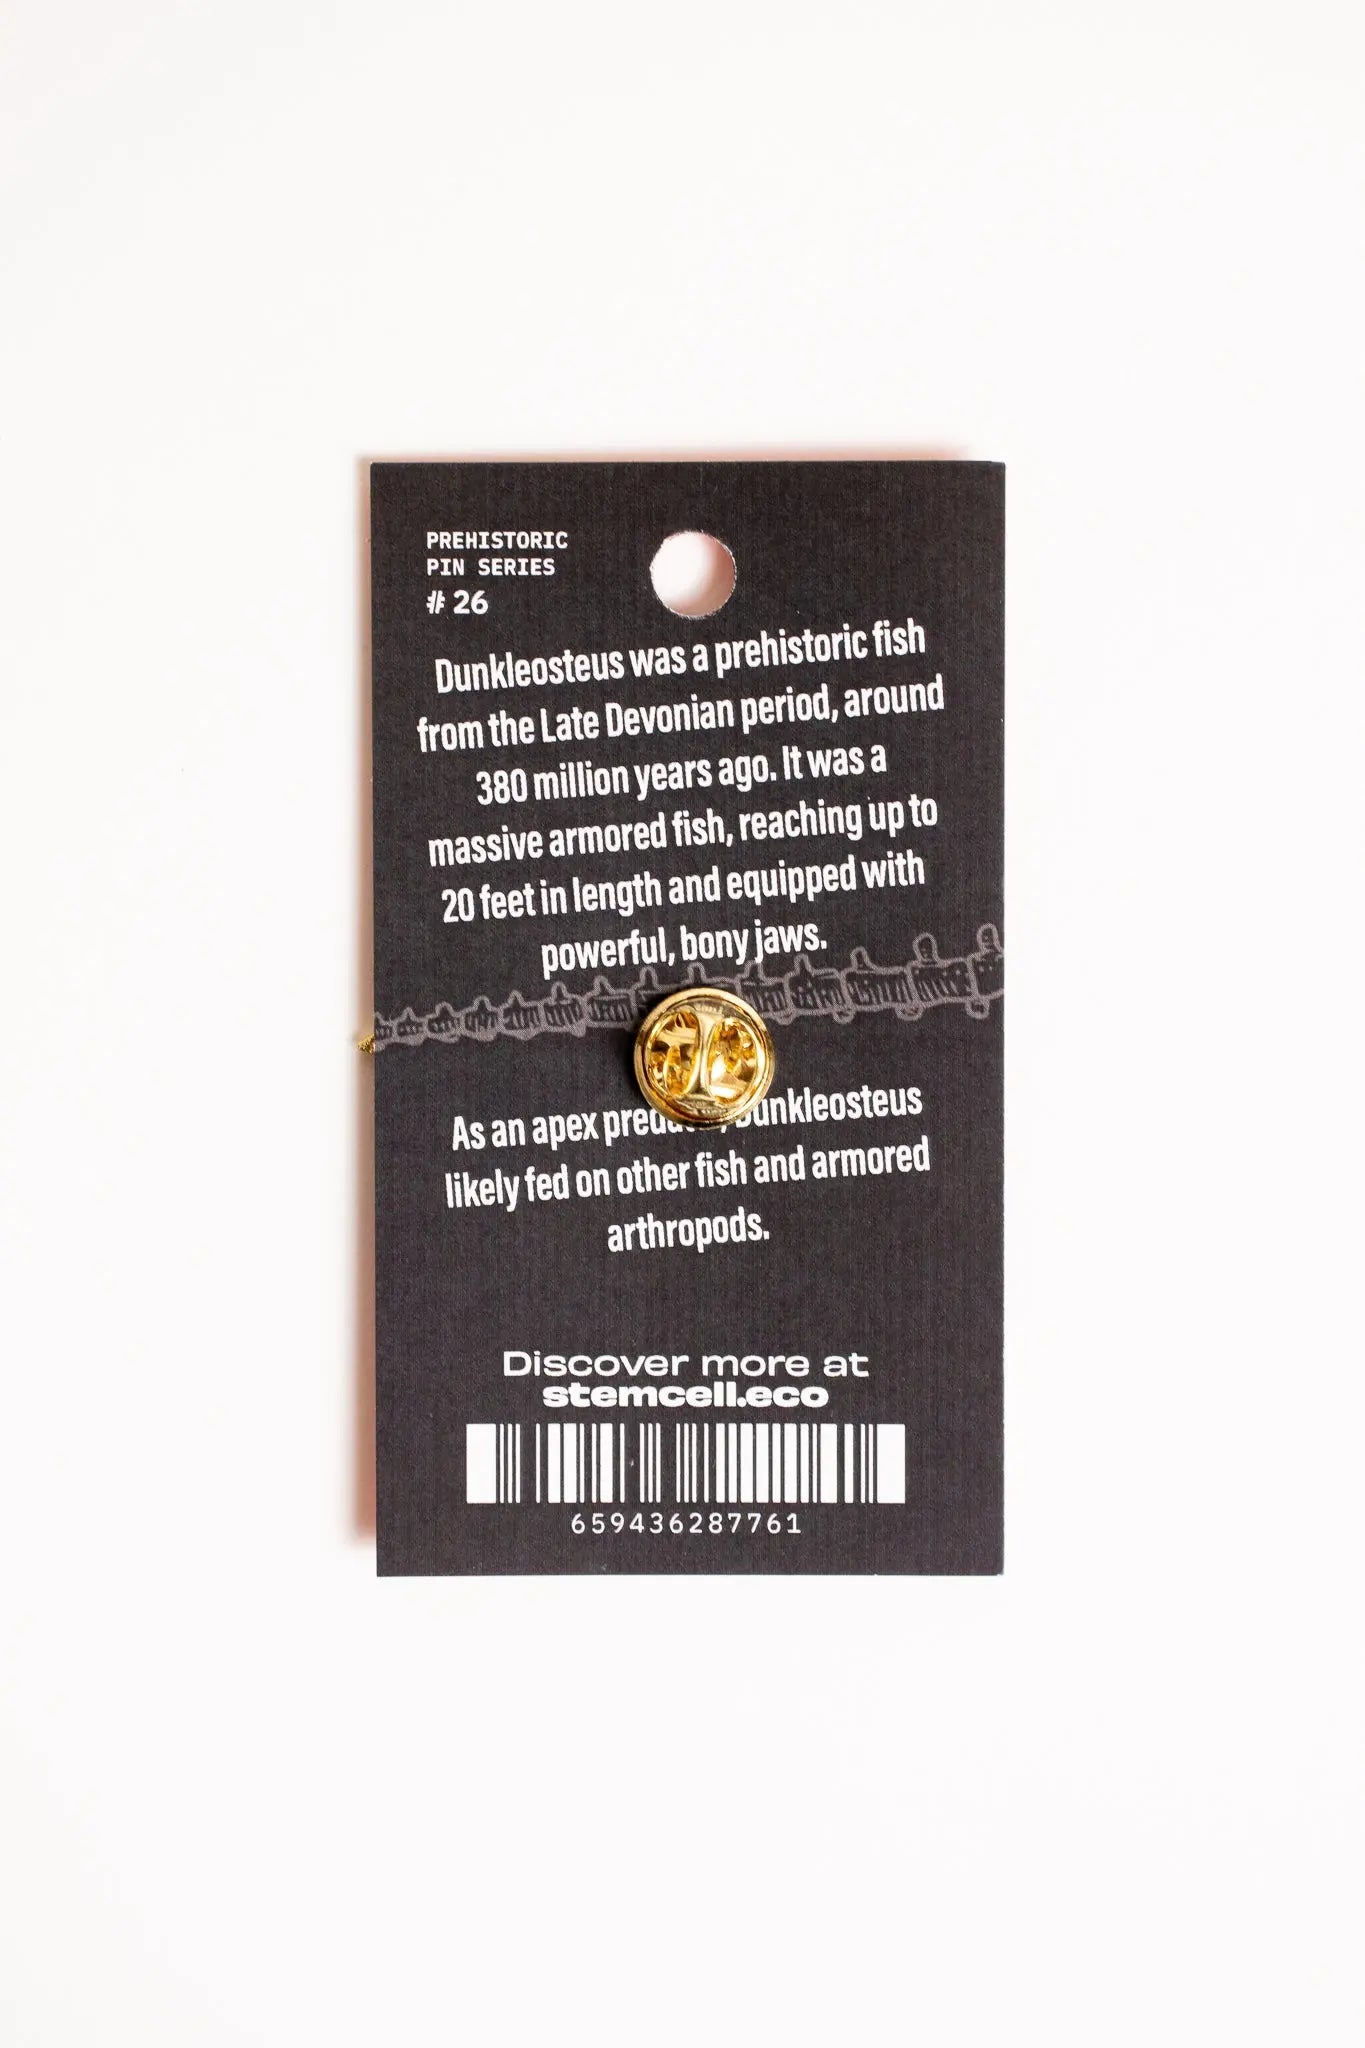 PREHISTORIC
PIN SERIES
# 26
Dunkleosteus was a prehistoric fish
from the Late Devonian period, around
380 million years ago. It was a
massive armored fish, reaching up to
20 feet in length and equipped with
powerful, bony jaws.
As an apex Dunkleosteus
likely fed on other fish and armored
arthropods.
Discover more at
stemcell.eco
659436287761